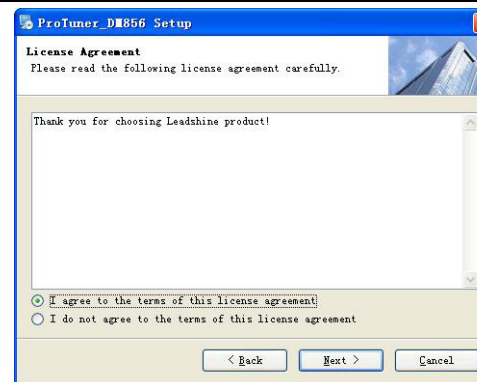 ProTuner_DM856 Setup
License Agreement
Please read the following license agreement carefully.
Thank you for choosing Leadshine product!
I agree to the terms of this license agreement
I do not agree to the terms of this license agreement
< Back
Next >
Cancel